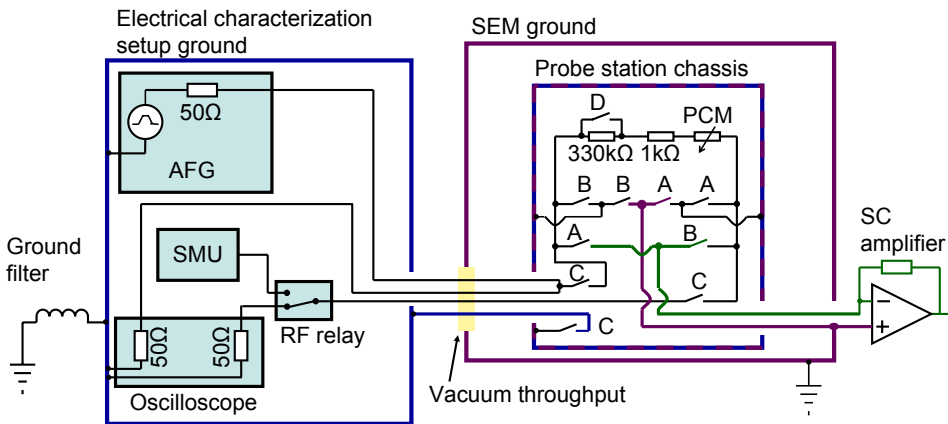 Electrical characterization
setup ground
SEM ground
Probe station chassis
50Ω
AFG
D
PCM
330kΩ
1kΩ
B
B
A
A
A
B
SMU
C
C
C
RF relay
Ground
filter
50Ω
50Ω
Oscilloscope
Vacuum throughput
SC
amplifier
−
+